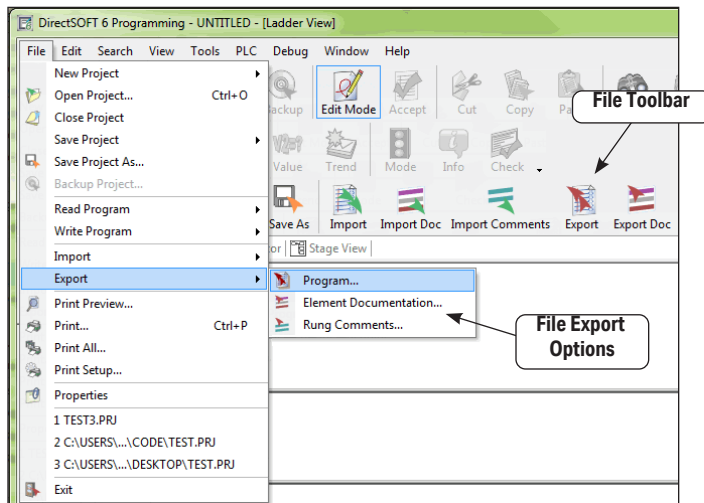 DirectSOFT 6 Programming - UNTITLED - [Ladder View]
File Edit Search View Tools PLC Debug Window Help
New Project
Open Project... Ctrl+O
Close Project
Save Project
Save Project As...
Backup Project...
Read Program
Write Program
Import
Export
Print Preview...
Print... Ctrl+P
Print All...
Print Setup...
Properties
1 TEST3.PRJ
2 C:\USERS\...\CODE\TEST.PRJ
3 C:\USERS\...\DESKTOP\TEST.PRJ
Exit
Backup Edit Mode Accept Cut Copy
File Toolbar
Value Trend Mode Info Check
Save As Import Import Doc Import Comments Export Export Doc
Stage View
Program...
Element Documentation...
Rung Comments...
File Export
Options